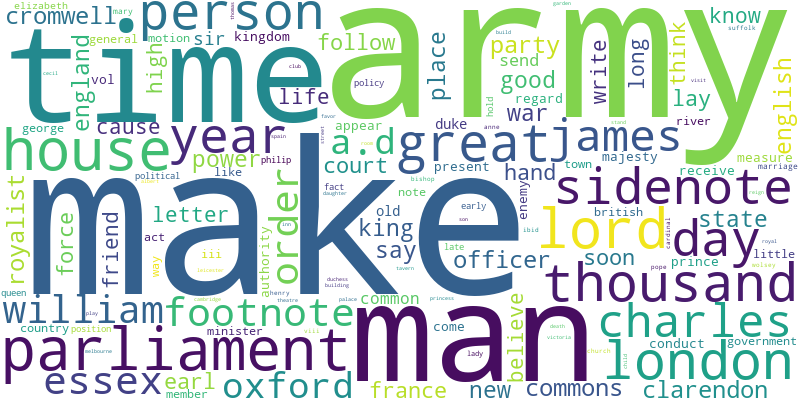 elizabeth mary thomas
cromwell person
general motion sir kingdom follow know
time army
cecil club
england high vol life policy place party send good regard write long think english
george cause appear war lay
house year great james river
power a.d duke measure
philip court majesty
political like present hand town receive marriage
royalist force friend order fact bishop old early enemy sidenote
letter daughter note king british state
make lord day
act way iii authority say officer soon prince little
queen late ibid pope
william footnote henry common thousand
country position palace come
parliament minister man believe charles
london conduct government
victoria death church
essex earl oxford france new commons clarendon
member lady
duchess building tavern theatre inn play viii cambridge melbourne
princess son cardinal royal reign wolsey
spain street favor hold anne build stand
garden suffolk visit child